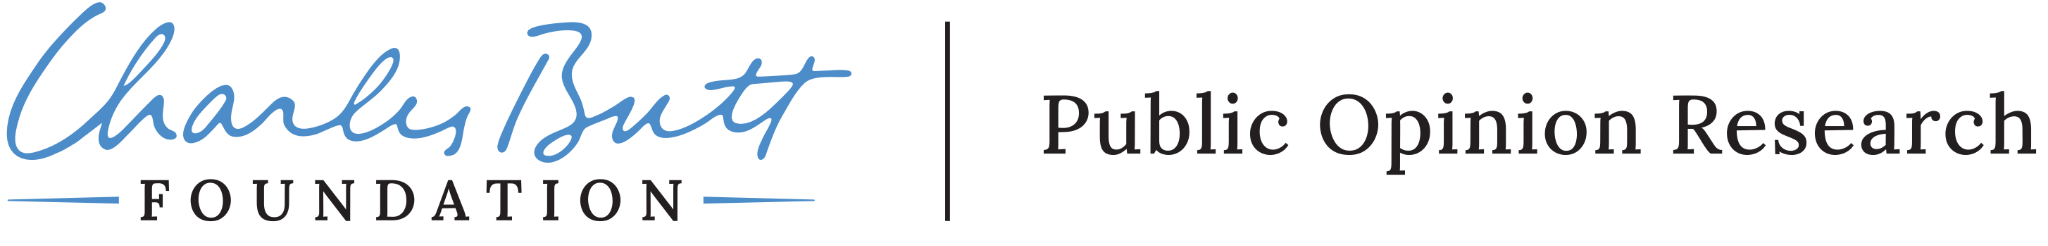 Charles Butt
FOUNDATION
Public Opinion Research